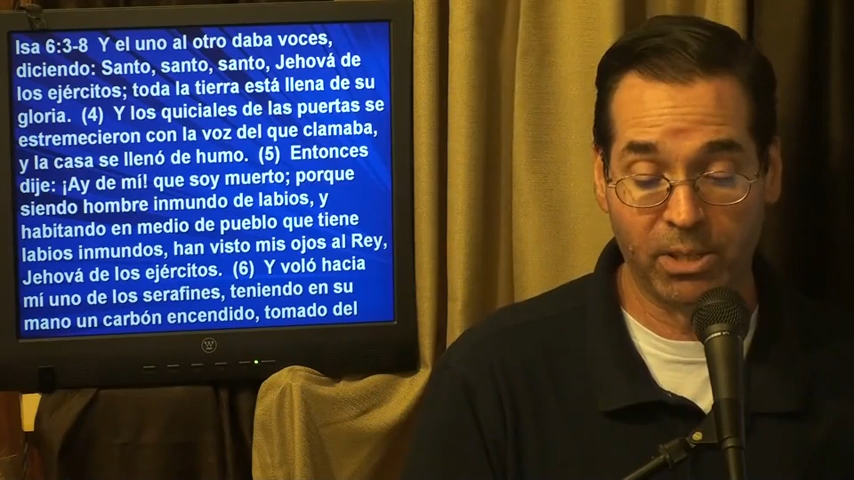 Isa 6:3-8 Y el uno al otro daba voces,
diciendo: Santo, santo, santo, Jehová de
los ejércitos; toda la tierra está llena de su
gloria. (4) Y los quiciales de las puertas se
estremecieron con la voz del que clamaba,
y la casa se llenó de humo. (5) Entonces
dije: ¡Ay de mí! que soy muerto; porque
siendo hombre inmundo de labios, y
habitando en medio de pueblo que tiene
labios inmundos, han visto mis ojos al Rey,
Jehová de los ejércitos. (6) Y voló hacia
mí uno de los serafines, teniendo en su
mano un carbón encendido, tomado del